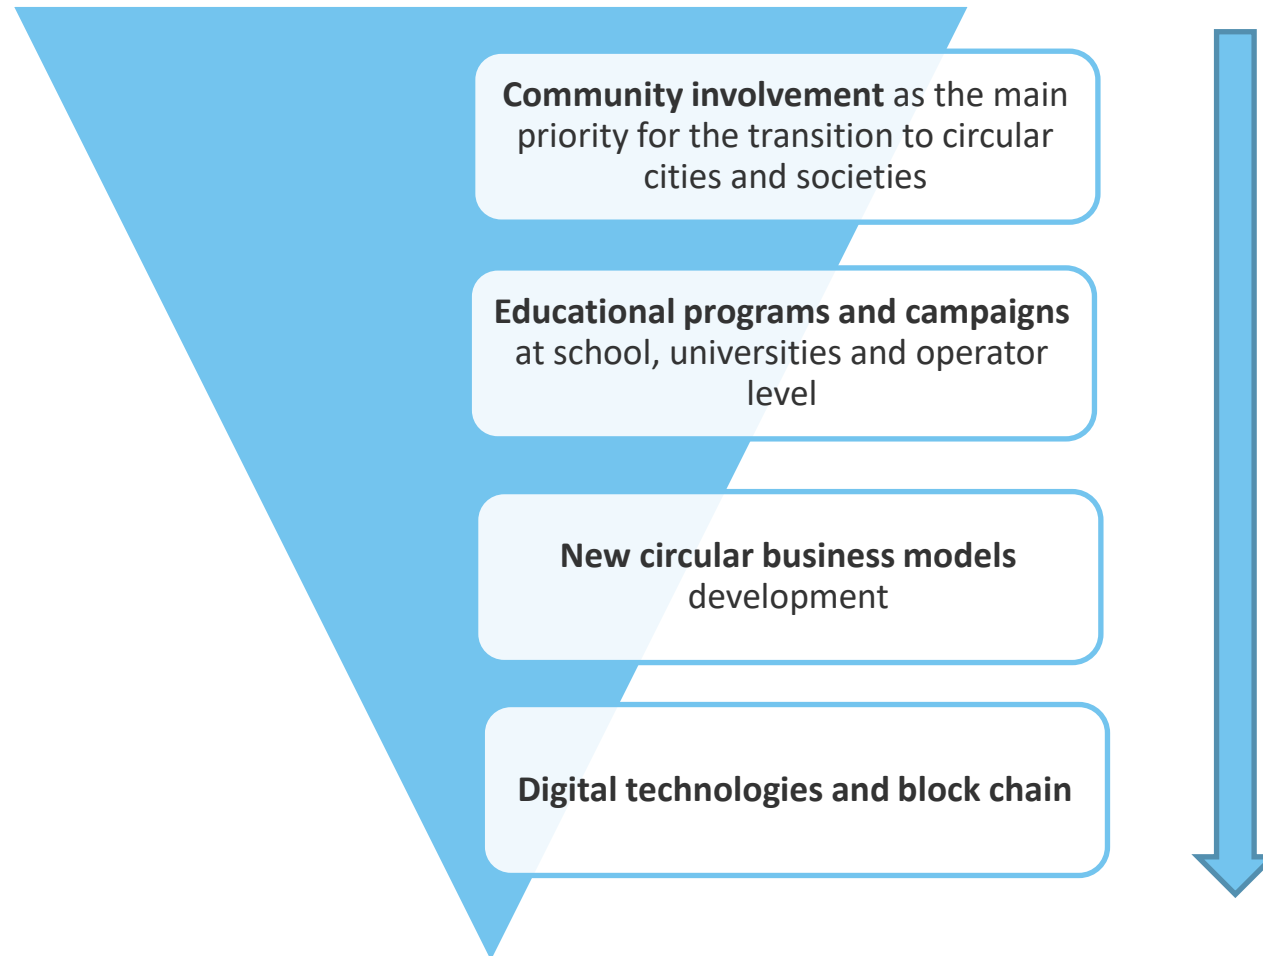 Community involvement as the main
priority for the transition to circular
cities and societies
Educational programs and campaigns
at school, universities and operator
level
New circular business models
development
Digital technologies and block chain